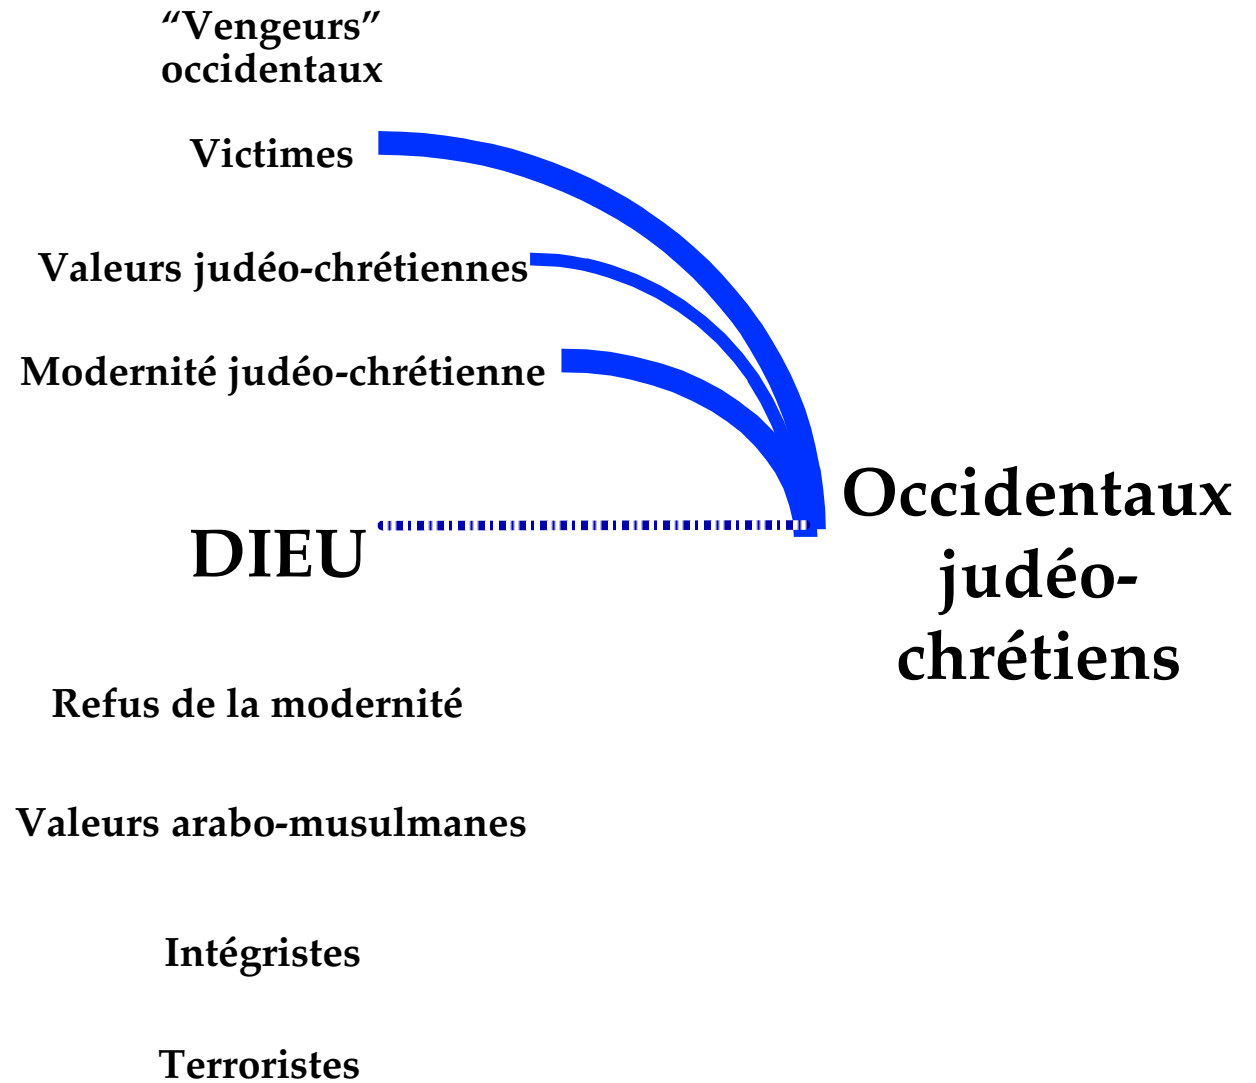 “Vengeurs”
occidentaux
Victimes
Valeurs judéo-chrétiennes
Modernité judéo-chrétienne
DIEU
Occidentaux
judéo-
chrétiens
Refus de la modernité
Valeurs arabo-musulmanes
Intégristes
Terroristes